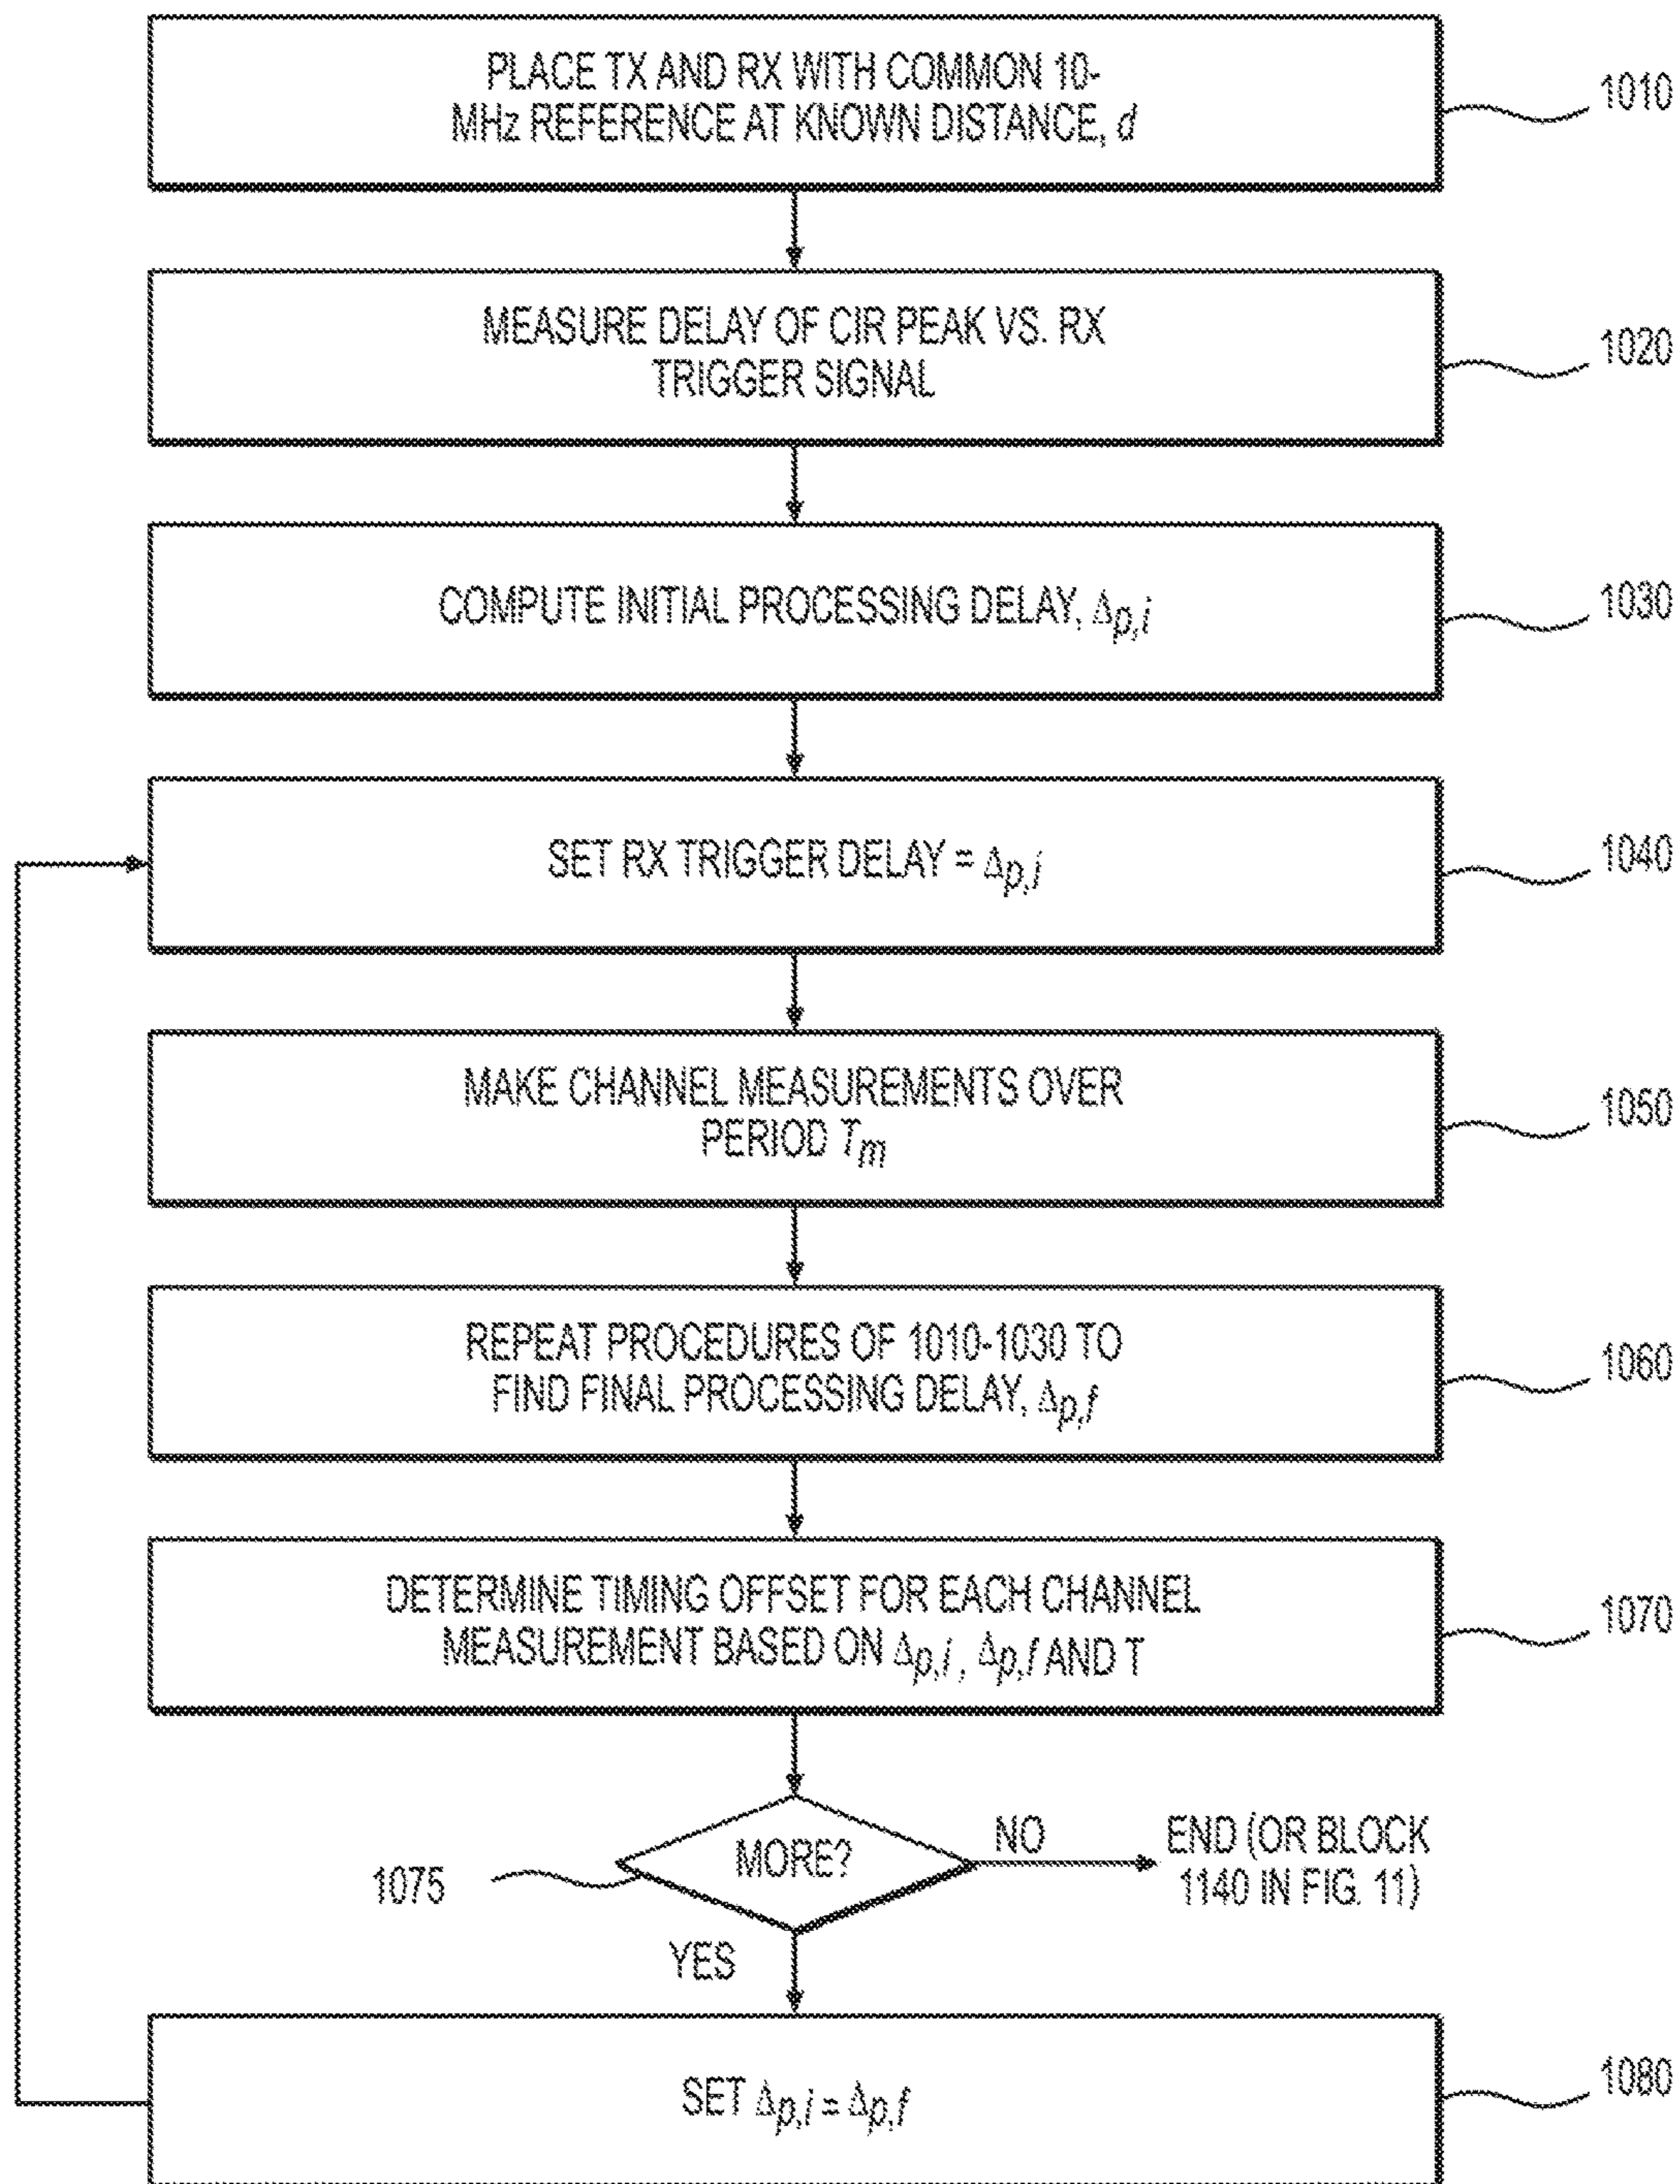 PLACE TX AND RX WITH COMMON 10-
MHz REFERENCE AT KNOWN DISTANCE, d
1010
MEASURE DELAY OF CIR PEAK VS. RX
TRIGGER SIGNAL
1020
COMPUTE INITIAL PROCESSING DELAY, Δp,i
1030
SET RX TRIGGER DELAY = Δp,i
1040
MAKE CHANNEL MEASUREMENTS OVER
PERIOD Tm
1050
REPEAT PROCEDURES OF 1010-1030 TO
FIND FINAL PROCESSING DELAY, Δp,f
1060
DETERMINE TIMING OFFSET FOR EACH CHANNEL
MEASUREMENT BASED ON Δp,i , Δp,f AND T
1070
MORE?
1075
NO
END (OR BLOCK
1140 IN FIG. 11)
YES
SET Δp,i = Δp,f
1080